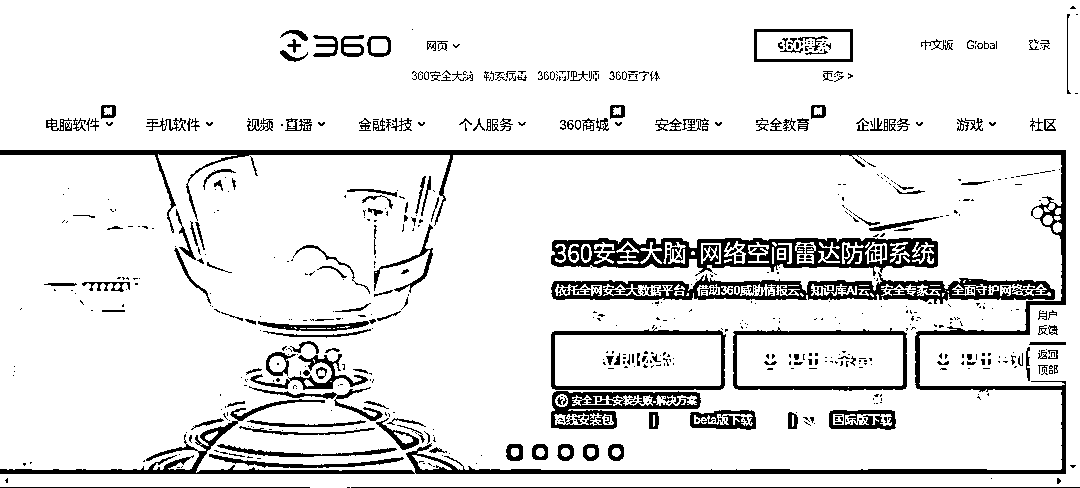 360 网页 360搜索 中文版 Global 登录
360安全大脑 勒索病毒 360清理大师 360查字体 更多 >
电脑软件 手机软件 视频·直播 金融科技 个人服务 360商城 安全理赔 安全教育 企业服务 游戏 社区
360安全大脑·网络空间雷达防御系统
依托全网安全大数据平台，借助360威胁情报云、知识库AI云、安全专家云，全面守护网络安全。
用户
反馈
立即体验
返回
顶部
安全卫士安装失败-解决方案
离线安装包 | beta版下载 | 国际版下载